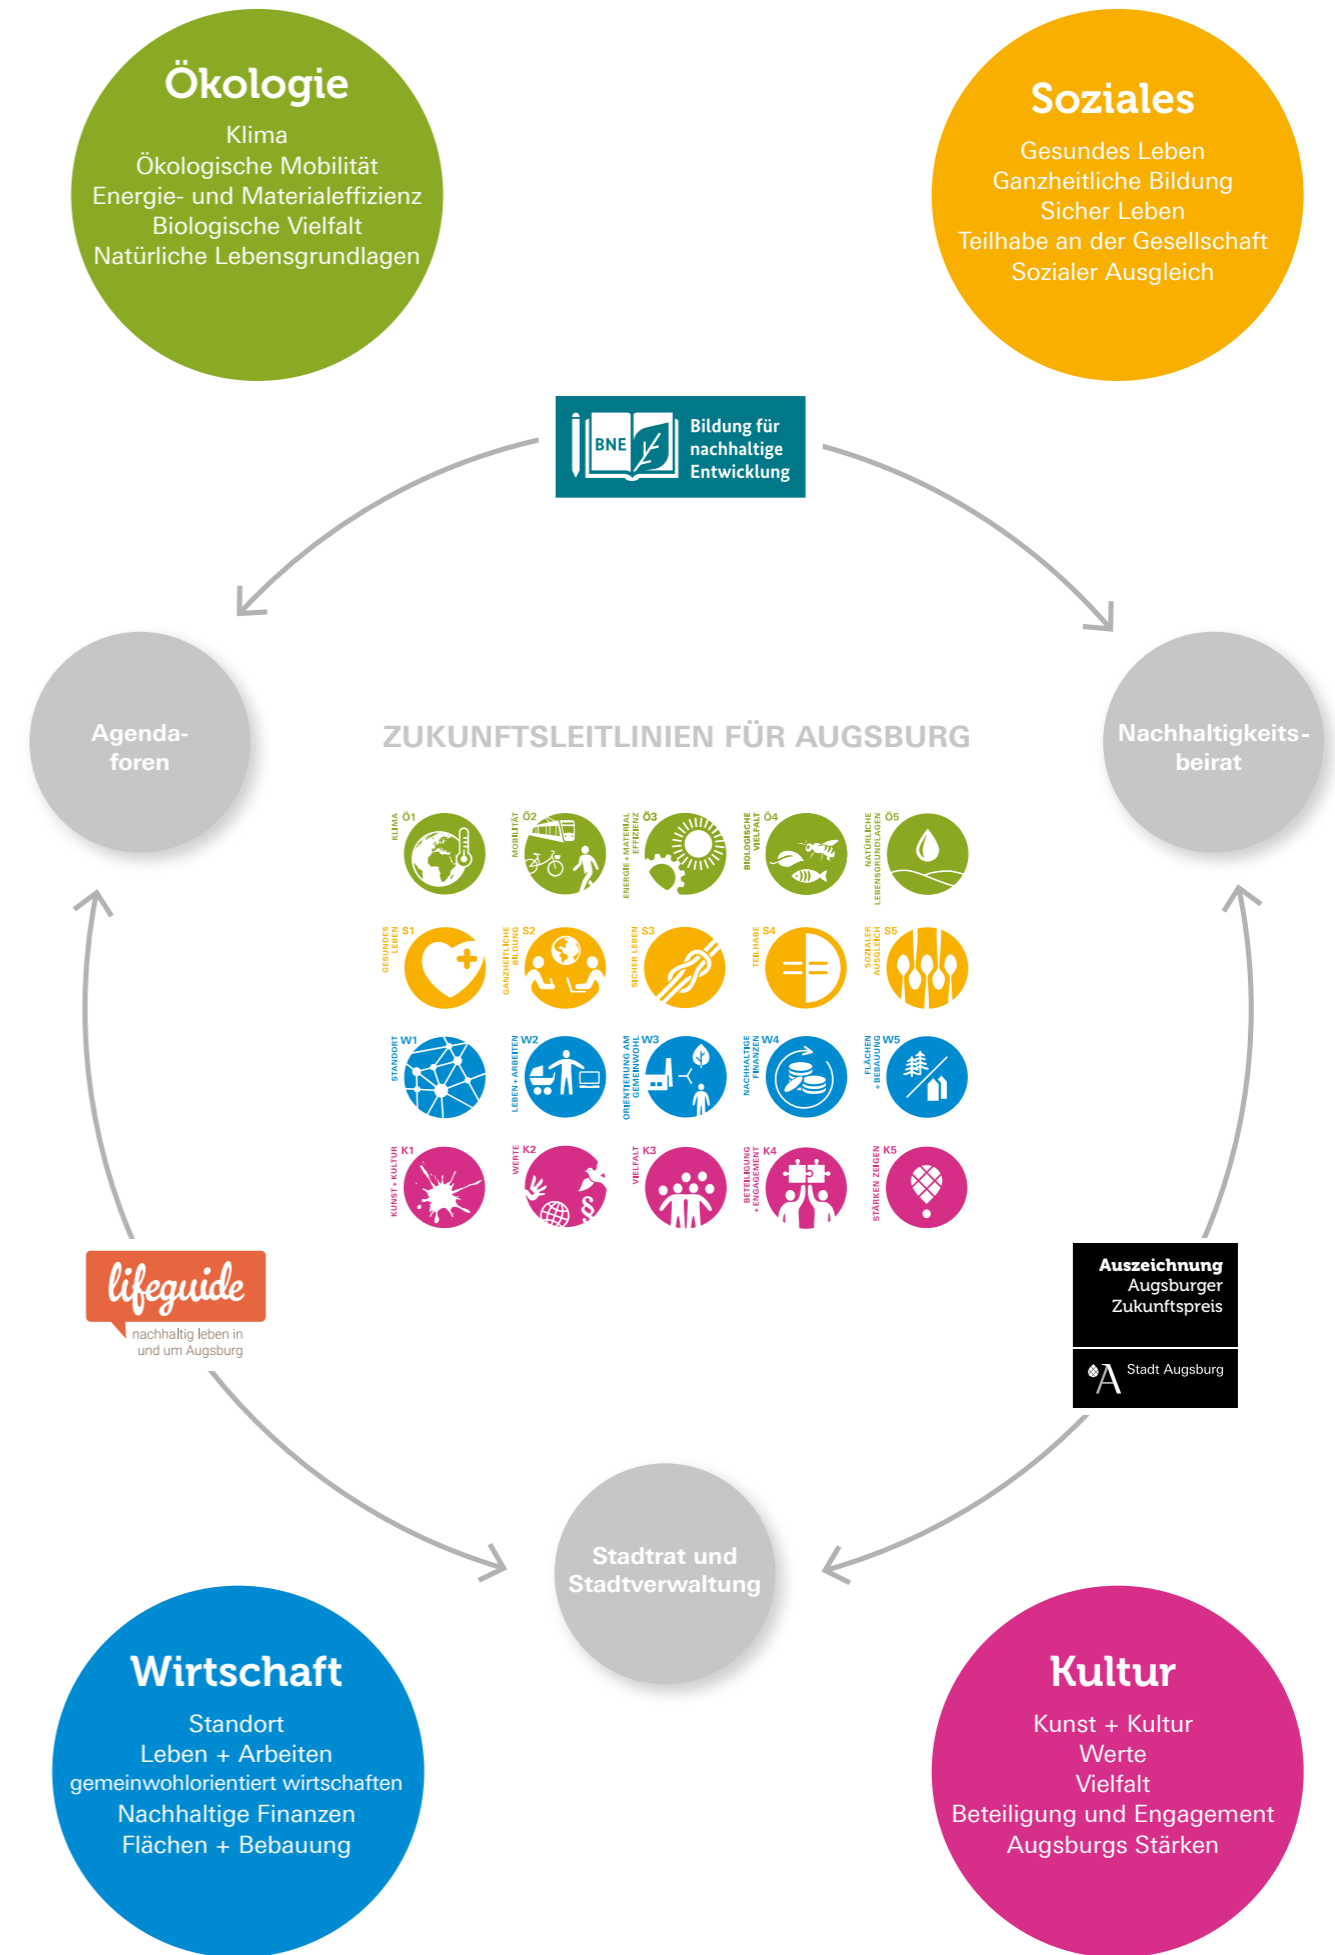 Ökologie
Klima
Ökologische Mobilität
Energie- und Materialeffizienz
Biologische Vielfalt
Natürliche Lebensgrundlagen
Soziales
Gesundes Leben
Ganzheitliche Bildung
Sicher Leben
Teilhabe an der Gesellschaft
Sozialer Ausgleich
BNE
Bildung für
nachhaltige
Entwicklung
Agenda-
foren
Nachhaltigkeits-
beirat
ZUKUNFTSLEITLINIEN FÜR AUGSBURG
KLIMA
Ö1
MOBILITÄT
Ö2
ENERGIE + MATERIAL
EFFIZIENZ
Ö3
BIOLOGISCHE
VIELFALT
Ö4
NATÜRLICHE
LEBENSGRUNDLAGEN
Ö5
GESUNDES
LEBEN
S1
GANZHEITLICHE
BILDUNG
S2
SICHER LEBEN
S3
TEILHABE
S4
SOZIALER
AUSGLEICH
S5
STANDORT
W1
LEBEN + ARBEITEN
W2
ORIENTIERUNG AM
GEMEINWOHL
W3
NACHHALTIGE
FINANZEN
W4
FLÄCHEN
+ BEBAUUNG
W5
KUNST + KULTUR
K1
WERTE
K2
§
VIELFALT
K3
BETEILIGUNG
+ ENGAGEMENT
K4
STÄRKEN ZEIGEN
K5
lifeguide
nachhaltig leben in
und um Augsburg
Auszeichnung
Augsburger
Zukunftspreis
A Stadt Augsburg
Stadtrat und
Stadtverwaltung
Wirtschaft
Standort
Leben + Arbeiten
gemeinwohlorientiert wirtschaften
Nachhaltige Finanzen
Flächen + Bebauung
Kultur
Kunst + Kultur
Werte
Vielfalt
Beteiligung und Engagement
Augsburgs Stärken